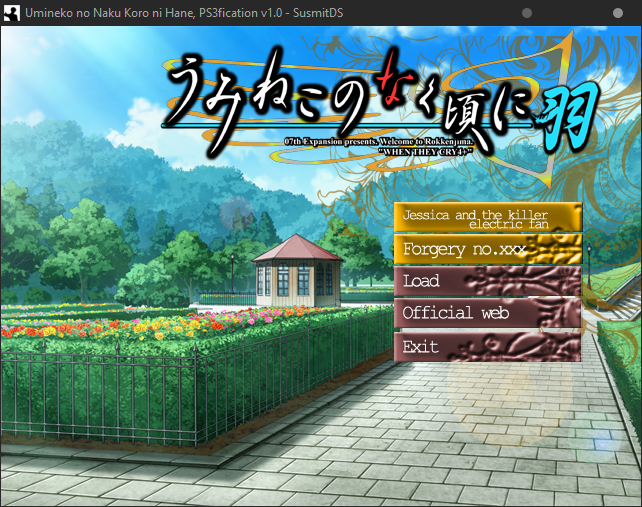 Umineko no Naku Koro ni Hane, PS3fication v1.0 - SusmitDS
うみねこのなく頃に羽
07th Expansion presents. Welcome to Rokkenjima.
"WHEN THEY CRY4+"
Jessica and the killer
electric fan
Forgery no.xxx
Load
Official web
Exit